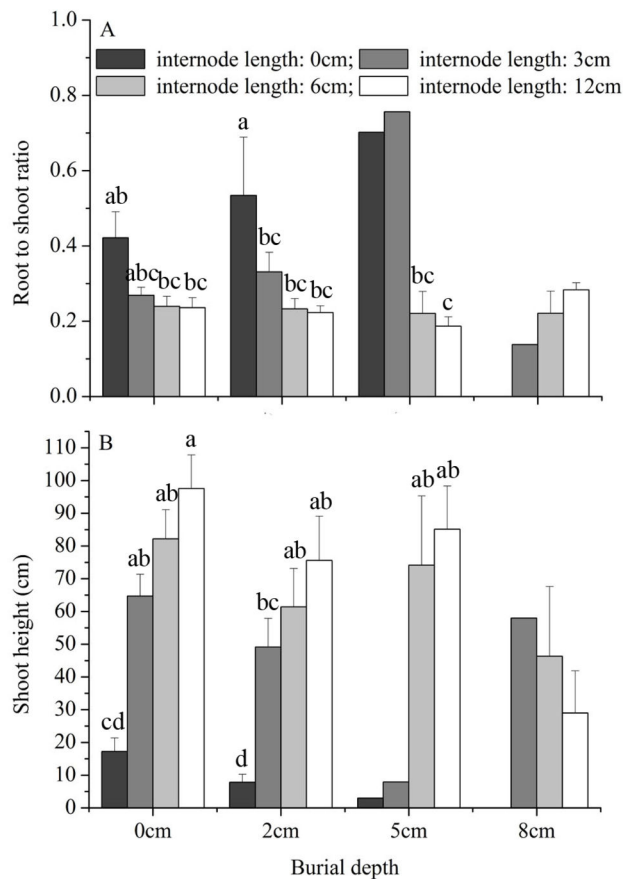 A
internode length: 0cm; internode length: 3cm
internode length: 6cm; internode length: 12cm
1.0
0.8
0.6
0.4
0.2
0.0
Root to shoot ratio
ab abc bc bc
a bc bc bc
bc c
B
110
100
90
80
70
60
50
40
30
20
10
0
Shoot height (cm)
cd ab ab a
d bc ab ab
ab ab
0cm 2cm 5cm 8cm
Burial depth